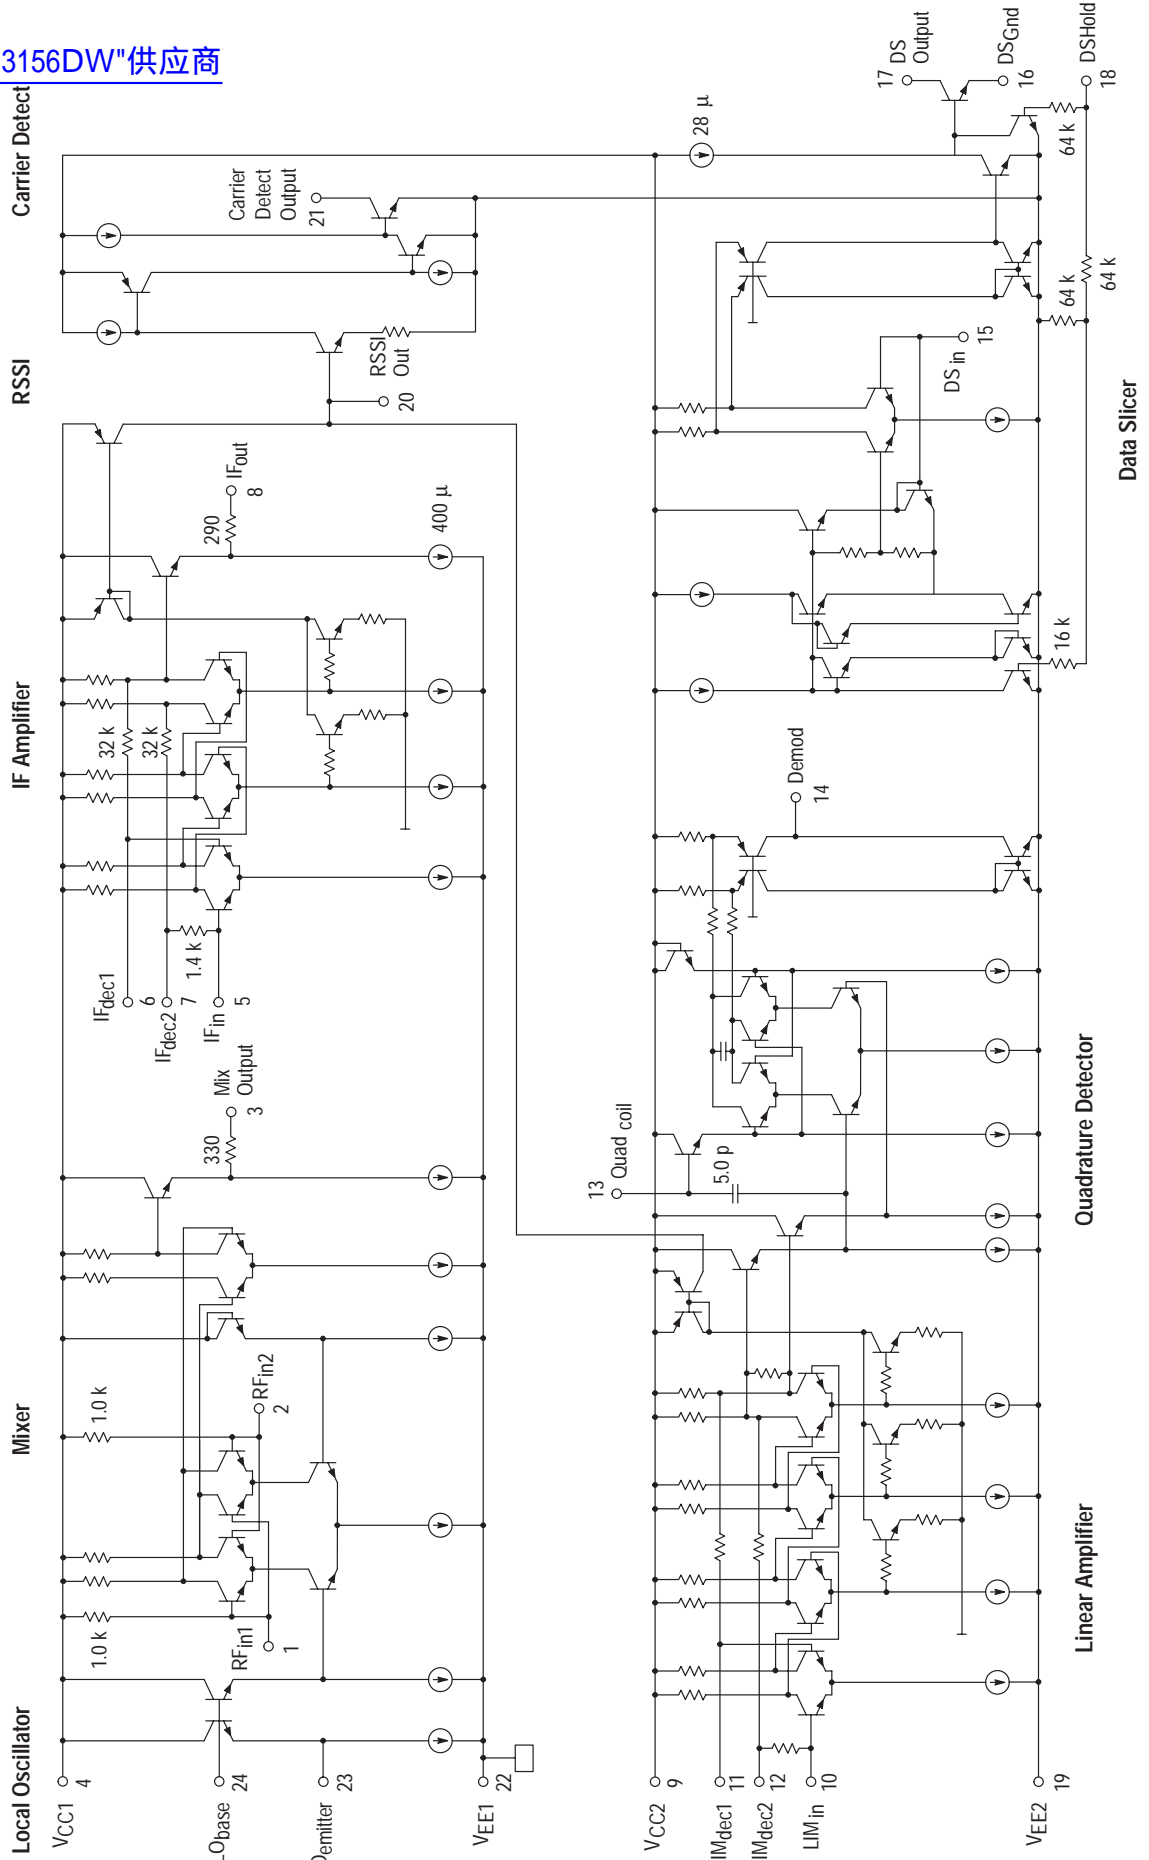 3156DW"供应商
Local Oscillator
Mixer
IF Amplifier
RSSI
Carrier Detect
VCC1
4
LObase
24
Demitter
23
VEE1
22
1.0 k
1.0 k
RFin1
1
RFin2
2
330
Mix
Output
3
IFdec1
6
IFdec2
7
IFin
5
1.4 k
32 k
32 k
290
IFout
8
400 µ
20
RSSI
Out
Carrier
Detect
Output
21
VCC2
9
IMdec1
11
IMdec2
12
LIMin
10
VEE2
19
13
Quad coil
5.0 p
Demod
14
16 k
DS in
15
64 k
64 k
64 k
28 µ
17
DS
Output
DSGnd
16
DSHold
18
Linear Amplifier
Quadrature Detector
Data Slicer